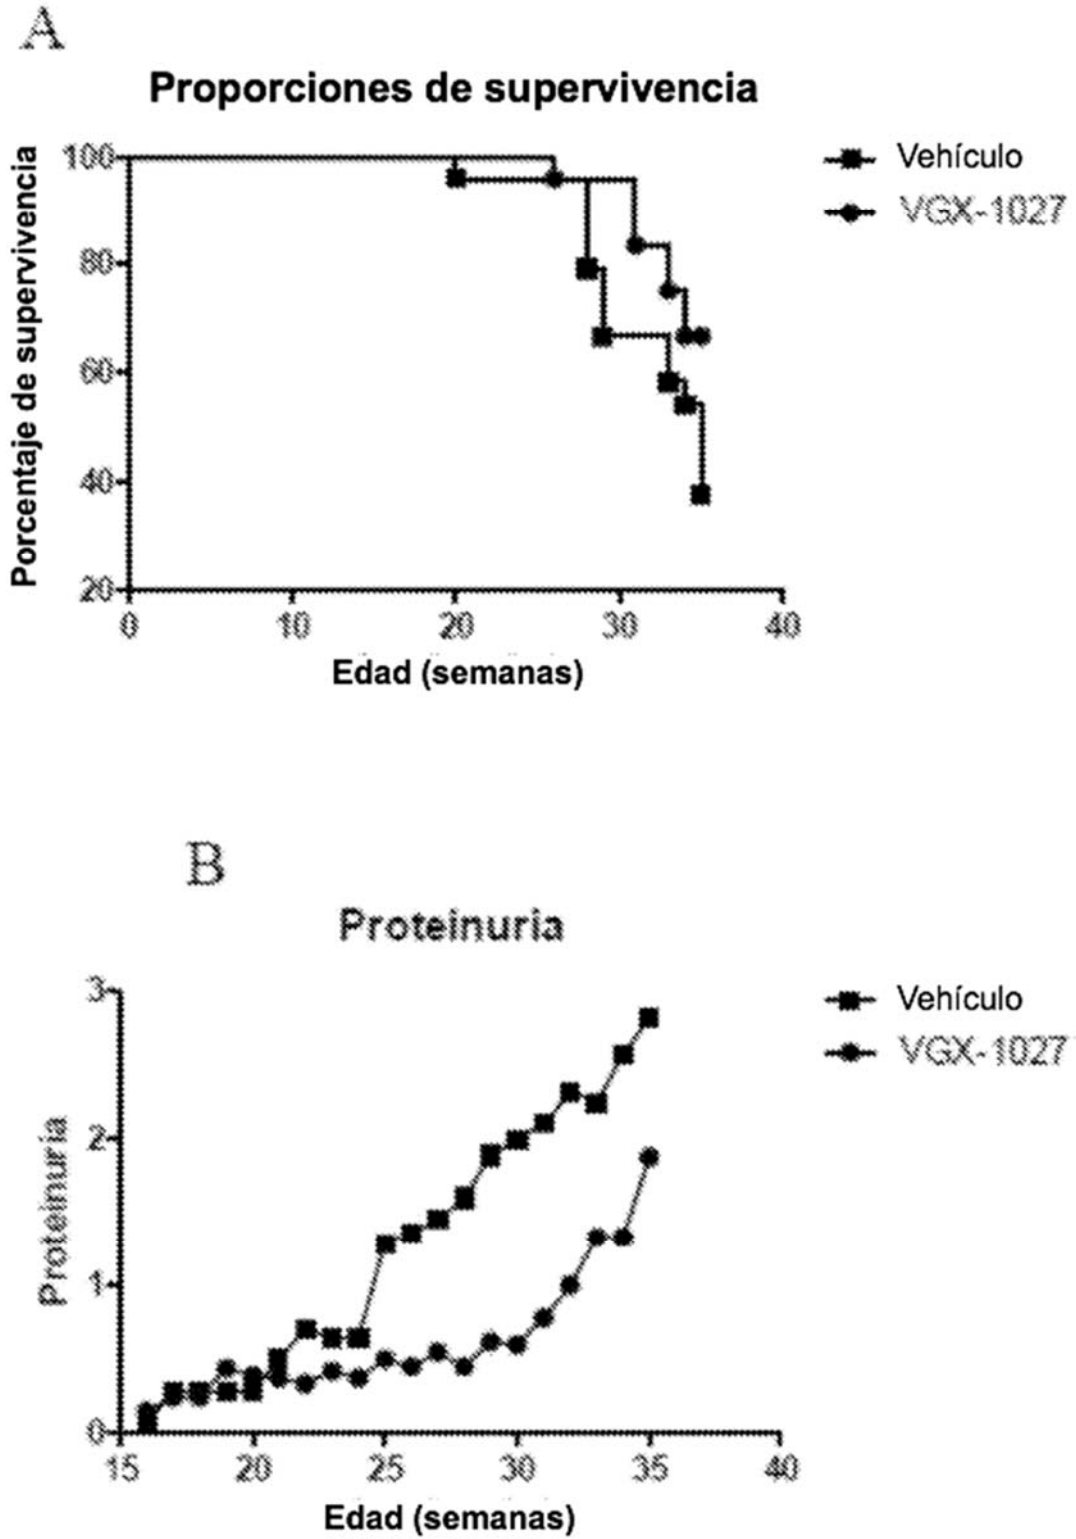 A
Proporciones de supervivencia
Porcentaje de supervivencia
100
80
60
40
20
0 10 20 30 40
Edad (semanas)
Vehículo
VGX-1027
B
Proteinuria
Proteinuria
3
2
1
0
15 20 25 30 35 40
Edad (semanas)
Vehículo
VGX-1027